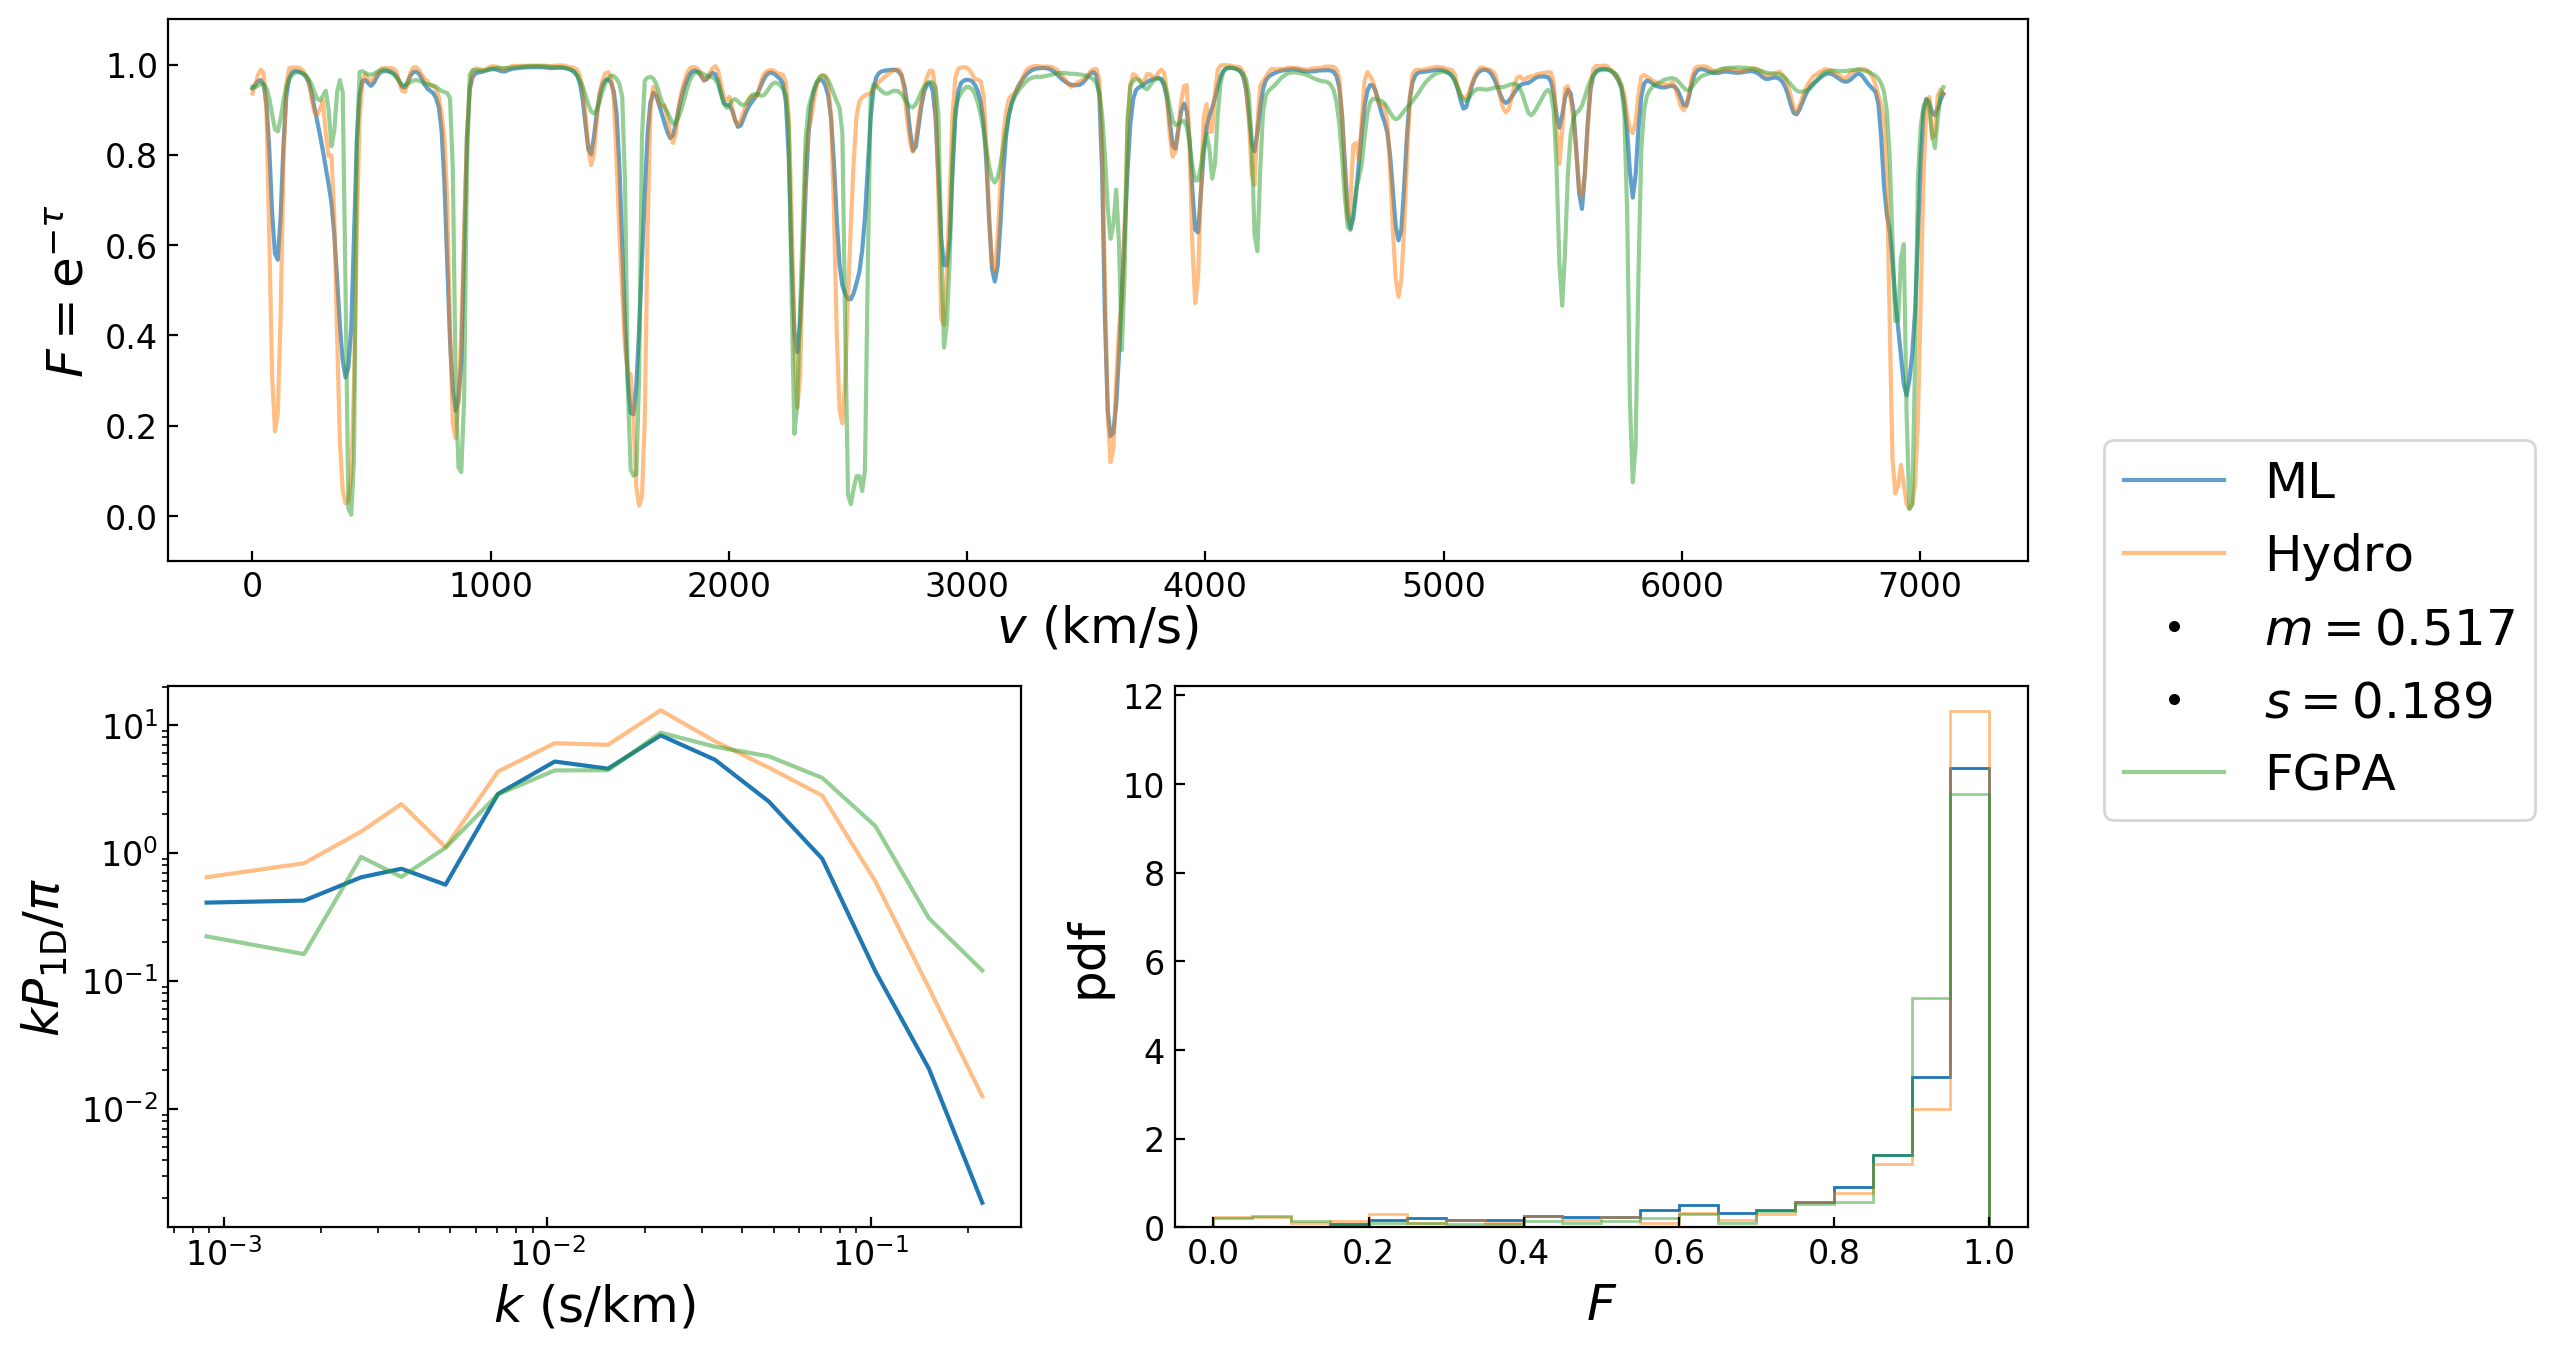 1.0
0.8
0.6
0.4
0.2
0.0
F = e^{−τ}
0 1000 2000 3000 4000 5000 6000 7000
v (km/s)
ML
Hydro
m = 0.517
s = 0.189
FGPA
10^1
10^0
10^{−1}
10^{−2}
kP_{1D}/π
10^{−3} 10^{−2} 10^{−1}
k (s/km)
12
10
8
6
4
2
0
pdf
0.0 0.2 0.4 0.6 0.8 1.0
F